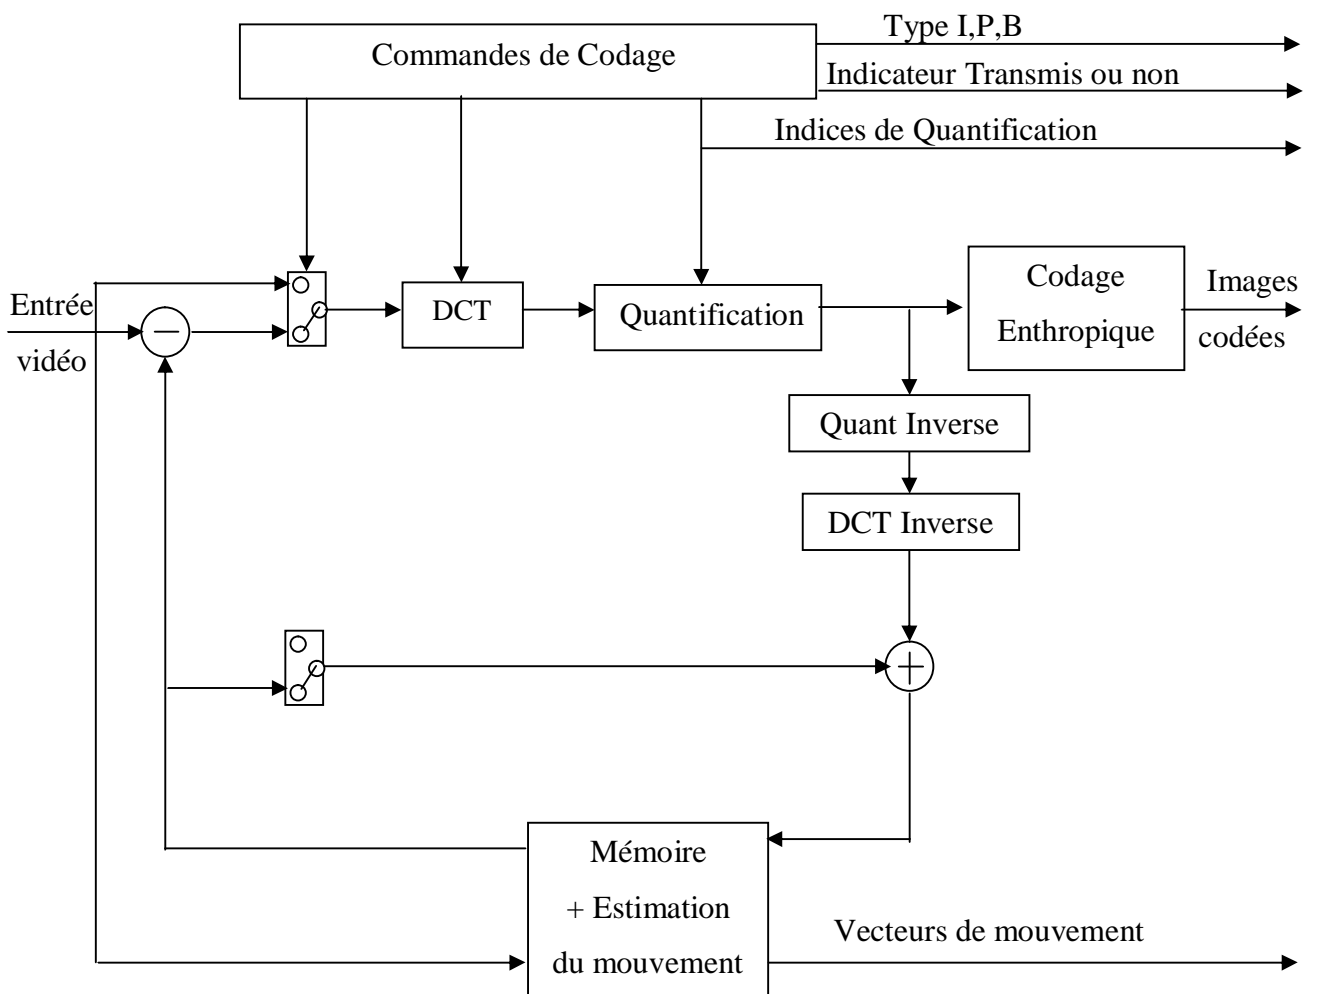 Type I,P,B
Commandes de Codage
Indicateur Transmis ou non
Indices de Quantification
Entrée
vidéo
DCT
Quantification
Codage
Enthropique
Images
codées
Quant Inverse
DCT Inverse
Mémoire
+ Estimation
du mouvement
Vecteurs de mouvement